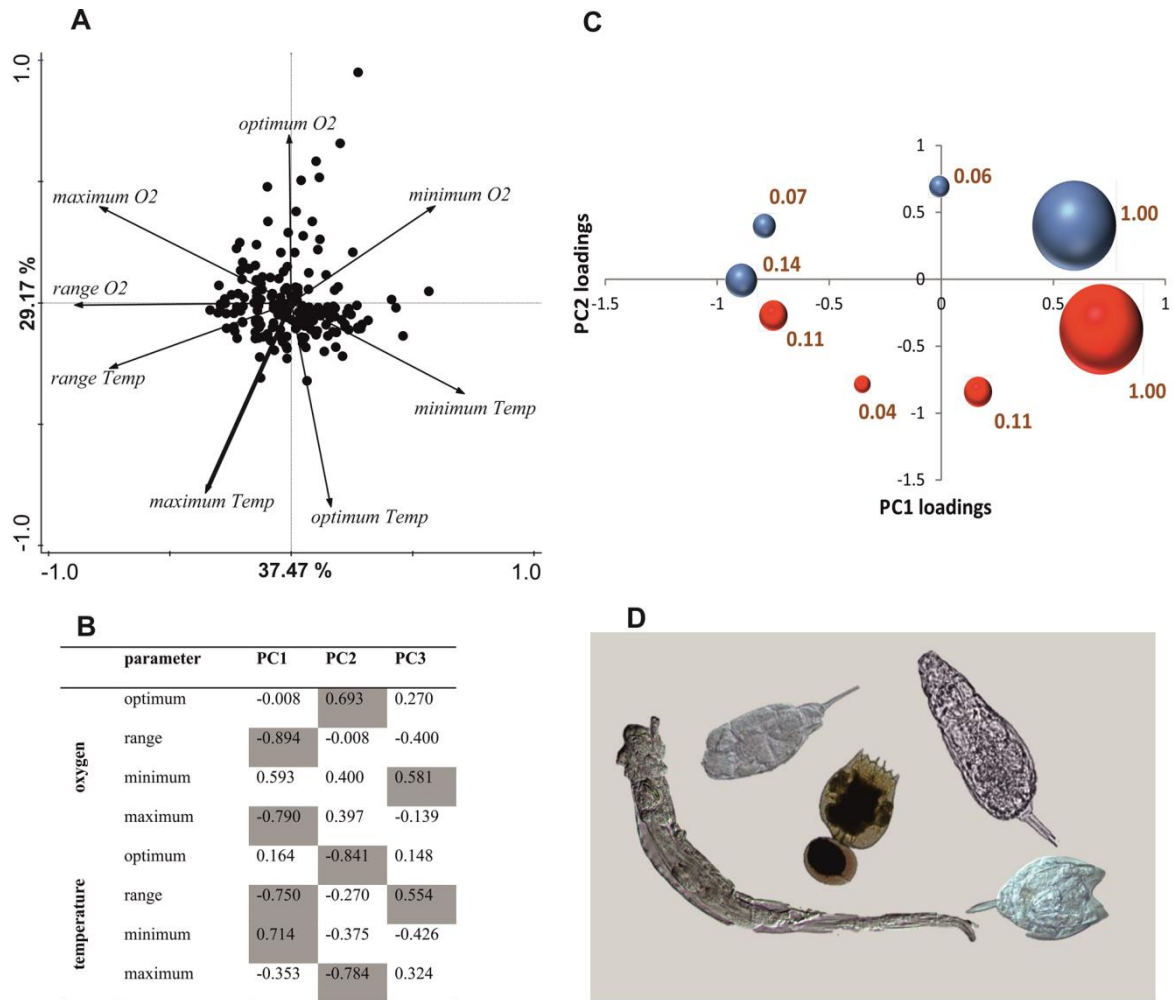 A
1.0
29.17 %
-1.0
-1.0
37.47 %
1.0
optimum O2
maximum O2
minimum O2
range O2
range Temp
minimum Temp
maximum Temp
optimum Temp
C
PC2 loadings
1
0.5
0
-0.5
-1
-1.5
-1.5
-1
-0.5
0
0.5
1
PC1 loadings
0.06
0.07
1.00
0.14
0.11
0.04
0.11
1.00
B
parameter PC1 PC2 PC3
oxygen
optimum -0.008 0.693 0.270
range -0.894 -0.008 -0.400
minimum 0.593 0.400 0.581
maximum -0.790 0.397 -0.139
temperature
optimum 0.164 -0.841 0.148
range -0.750 -0.270 0.554
minimum 0.714 -0.375 -0.426
maximum -0.353 -0.784 0.324
D